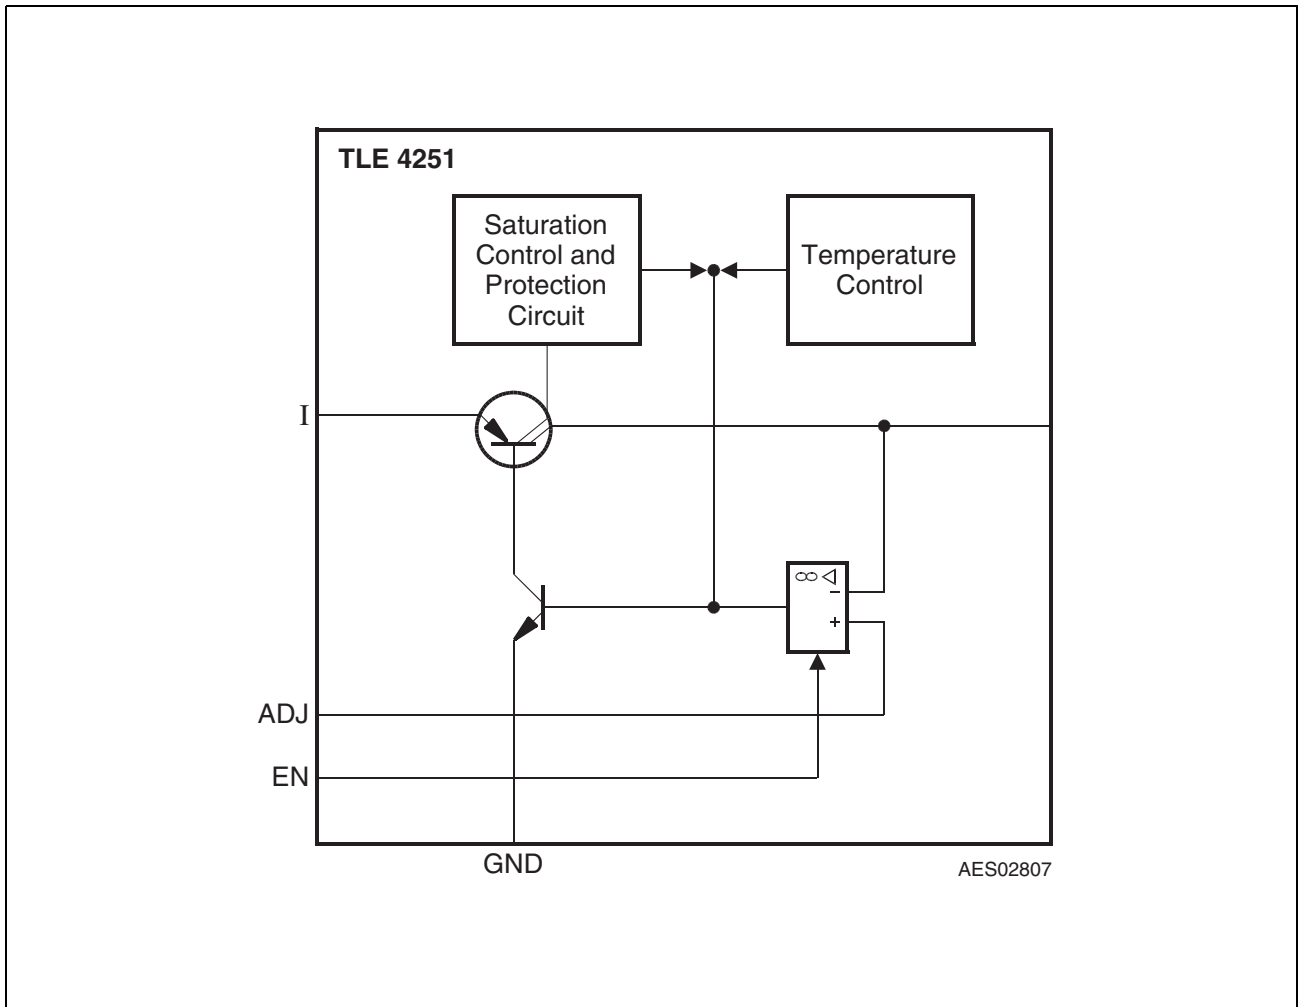 TLE 4251
Saturation
Control and
Protection
Circuit
Temperature
Control
I
∞ ◁
−
+
ADJ
EN
GND
AES02807